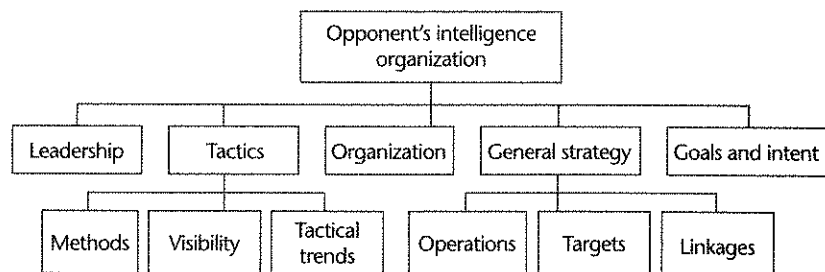 Opponent's intelligence
organization
Leadership
Tactics
Organization
General strategy
Goals and intent
Methods
Visibility
Tactical
trends
Operations
Targets
Linkages